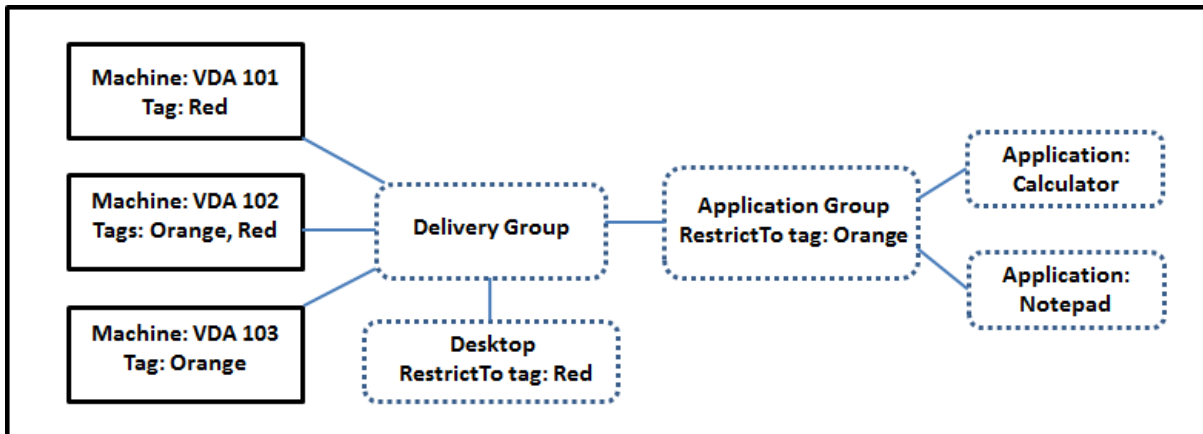 Machine: VDA 101
Tag: Red
Machine: VDA 102
Tags: Orange, Red
Machine: VDA 103
Tag: Orange
Delivery Group
Desktop
RestrictTo tag: Red
Application Group
RestrictTo tag: Orange
Application:
Calculator
Application:
Notepad